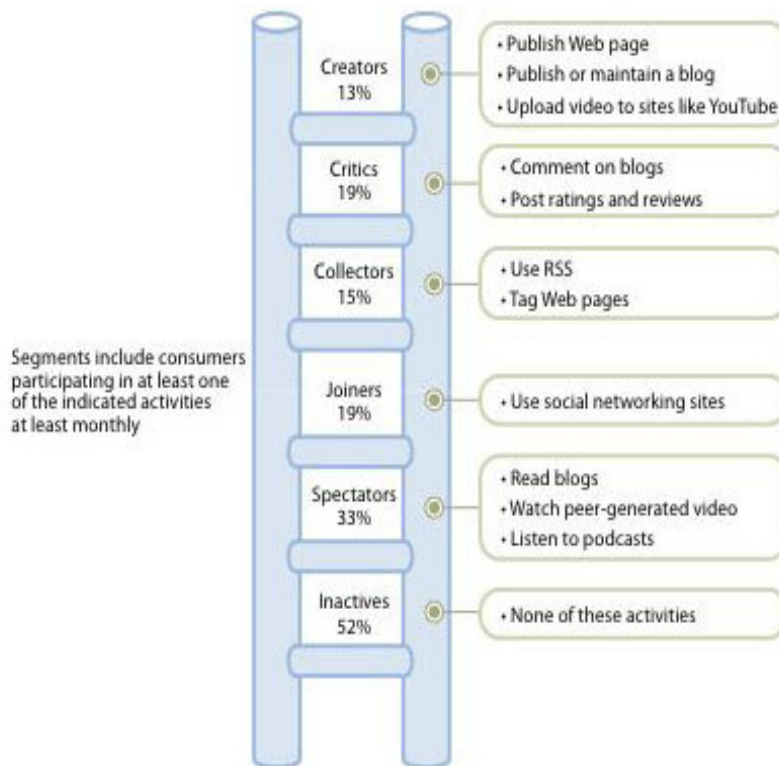 Creators
13%
• Publish Web page
• Publish or maintain a blog
• Upload video to sites like YouTube
Critics
19%
• Comment on blogs
• Post ratings and reviews
Collectors
15%
• Use RSS
• Tag Web pages
Segments include consumers
participating in at least one
of the indicated activities
at least monthly
Joiners
19%
• Use social networking sites
Spectators
33%
• Read blogs
• Watch peer-generated video
• Listen to podcasts
Inactives
52%
• None of these activities